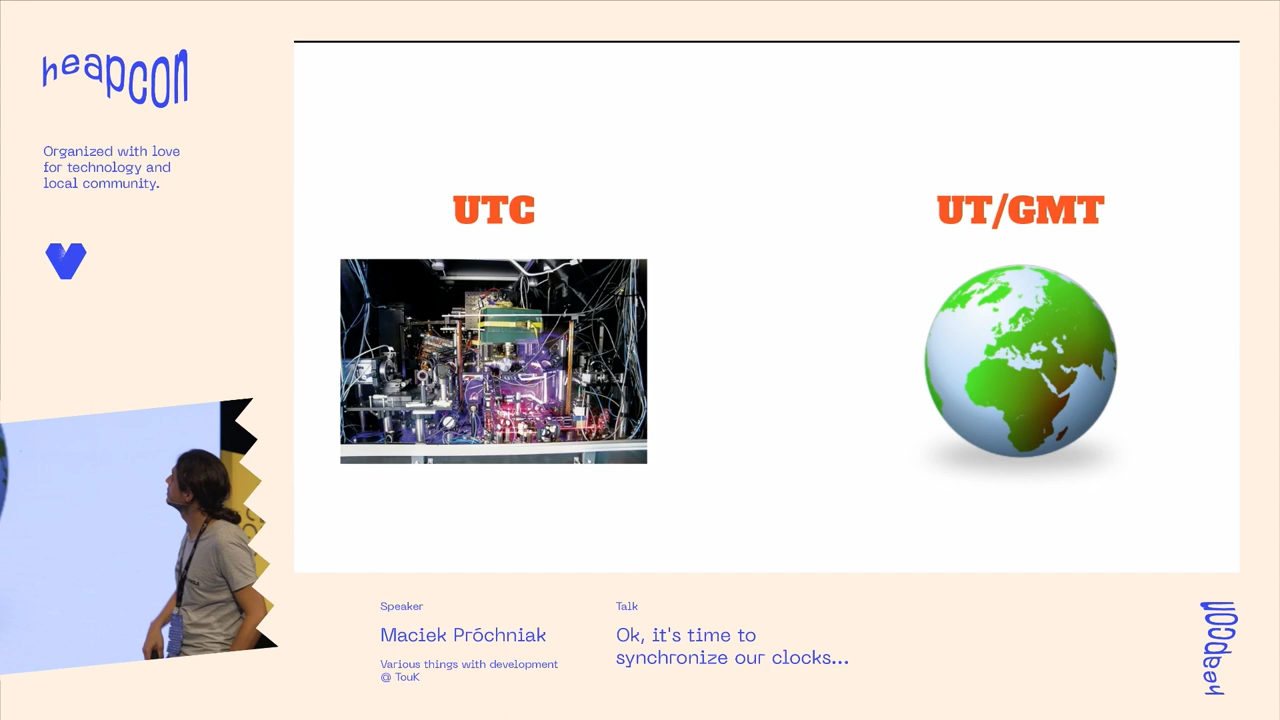 heapcon
Organized with love
for technology and
local community.
UTC
UT/GMT
Speaker
Maciek Próchniak
Various things with development
@ TouK
Talk
Ok, it's time to
synchronize our clocks...
heapcon